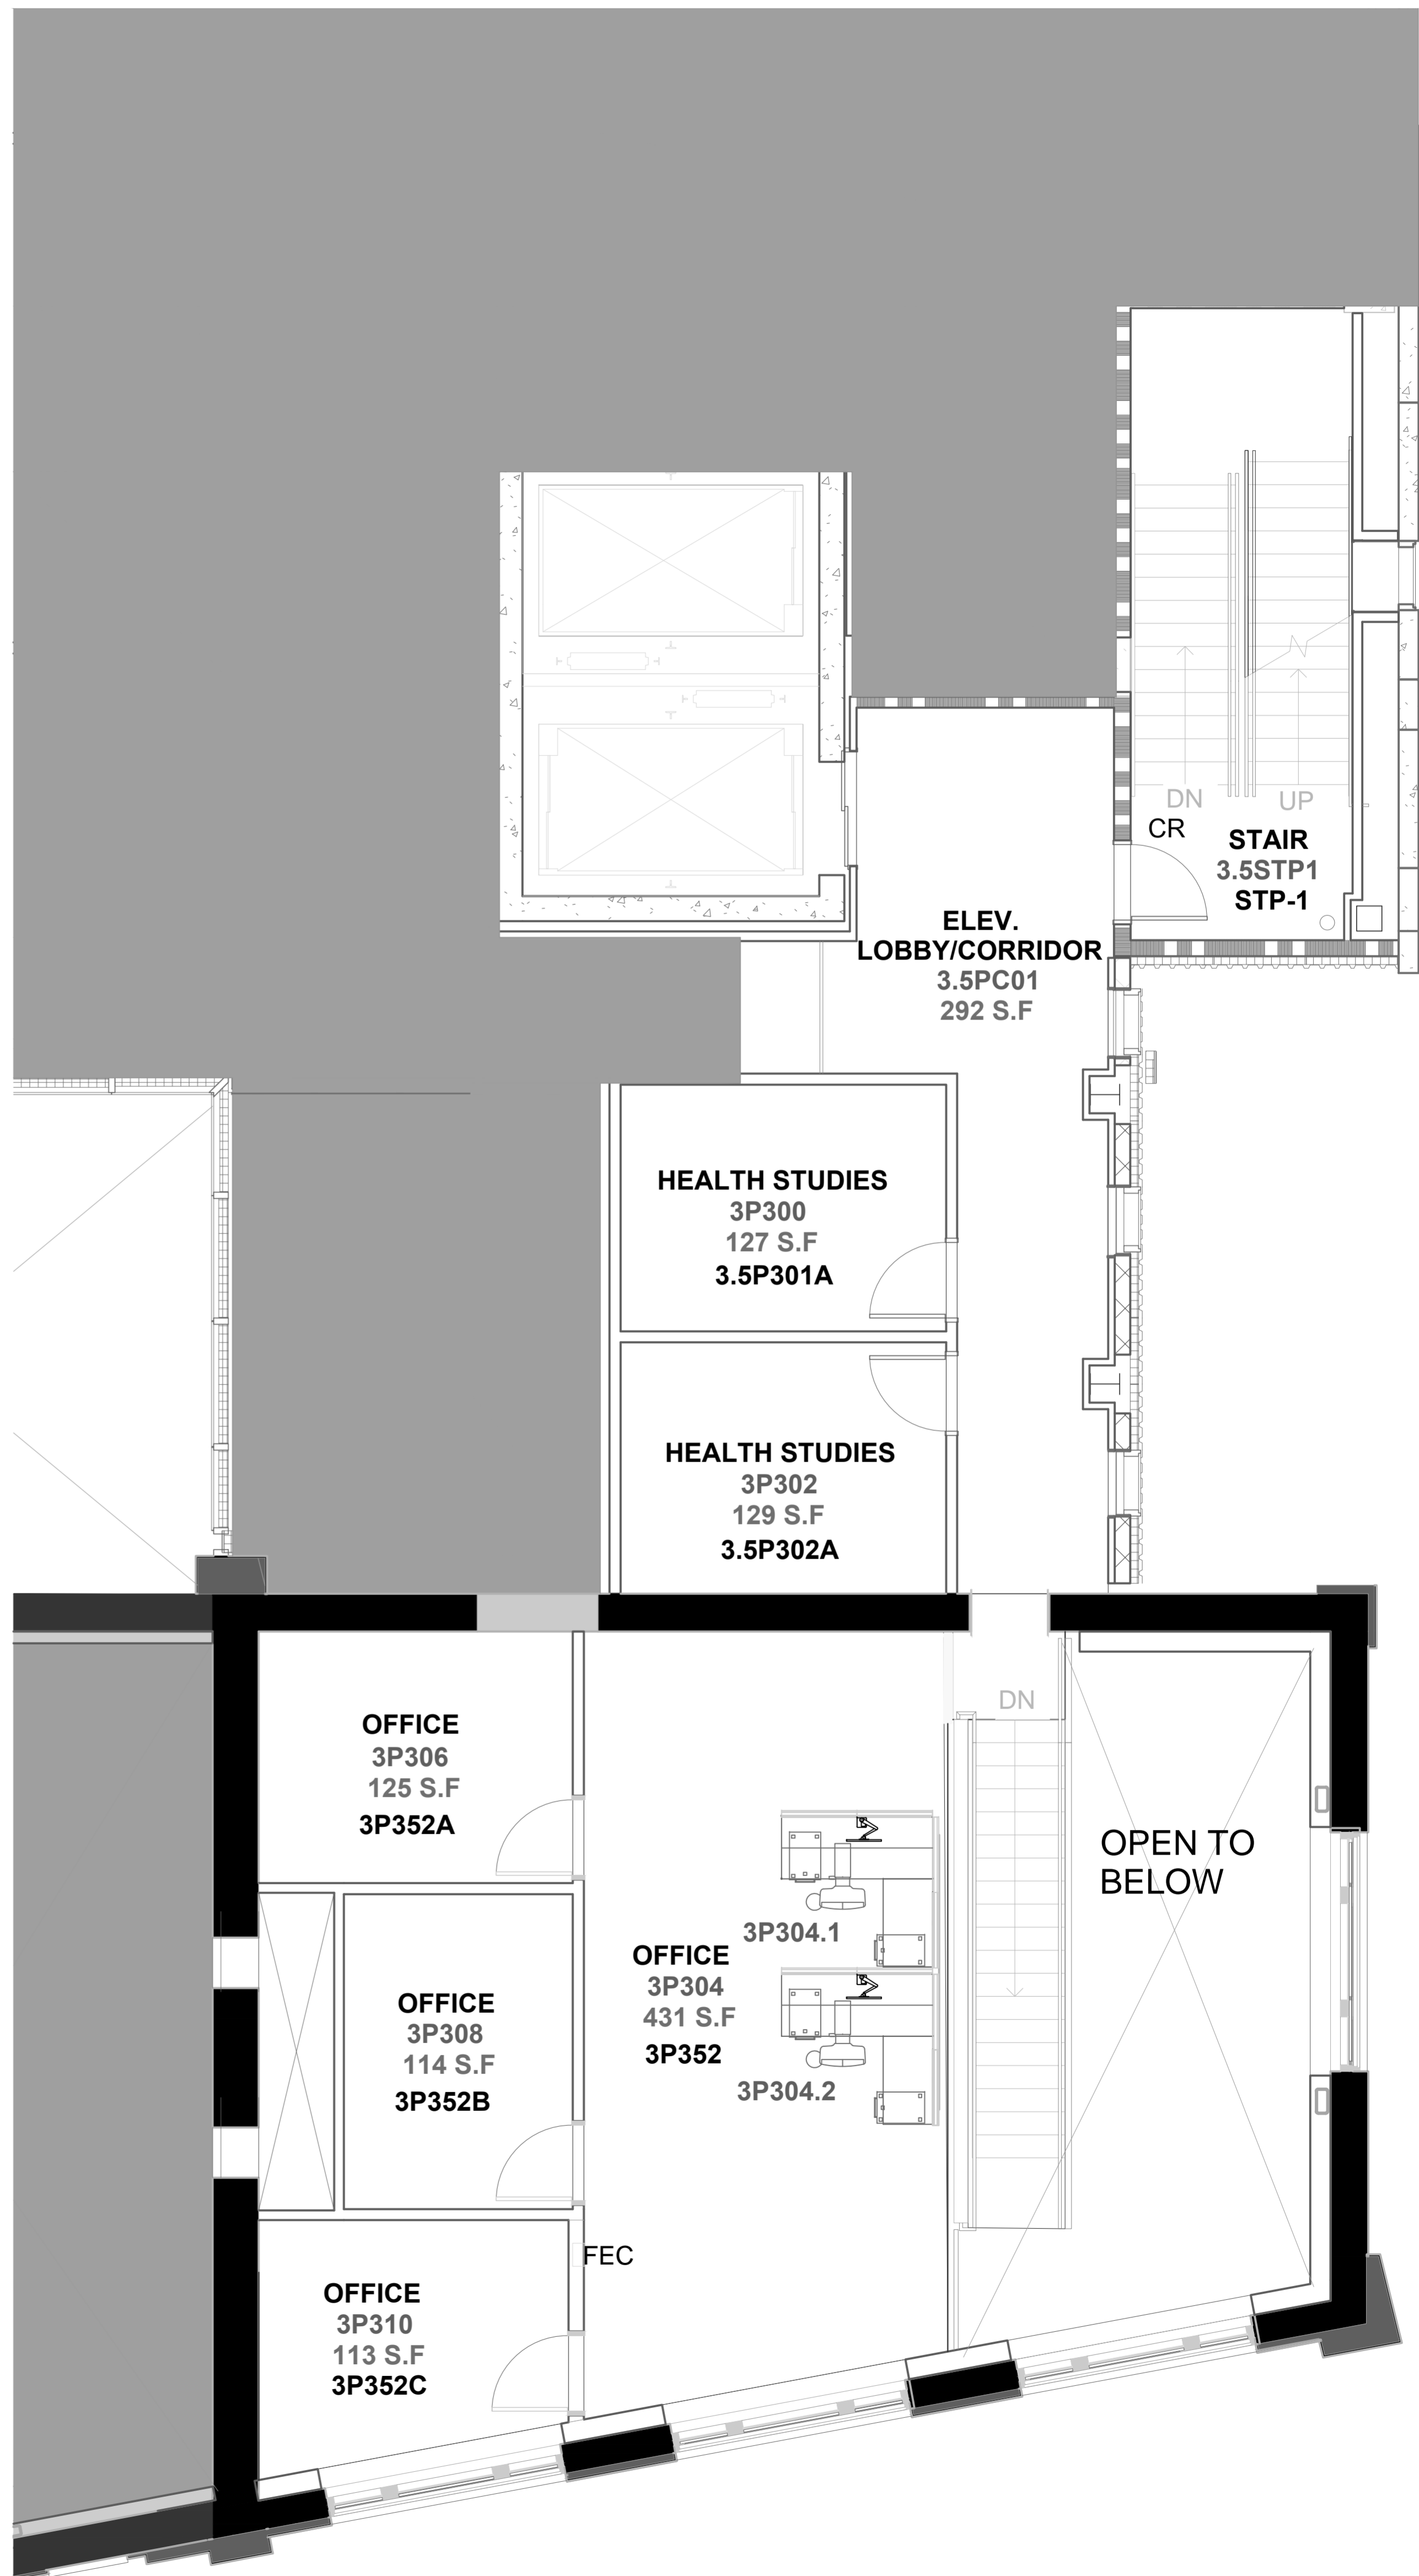 DN
UP
CR
STAIR
3.5STP1
STP-1
ELEV.
LOBBY/CORRIDOR
3.5PC01
292 S.F
HEALTH STUDIES
3P300
127 S.F
3.5P301A
HEALTH STUDIES
3P302
129 S.F
3.5P302A
DN
OFFICE
3P306
125 S.F
3P352A
OPEN TO
BELOW
3P304.1
OFFICE
3P304
431 S.F
3P352
3P304.2
OFFICE
3P308
114 S.F
3P352B
FEC
OFFICE
3P310
113 S.F
3P352C